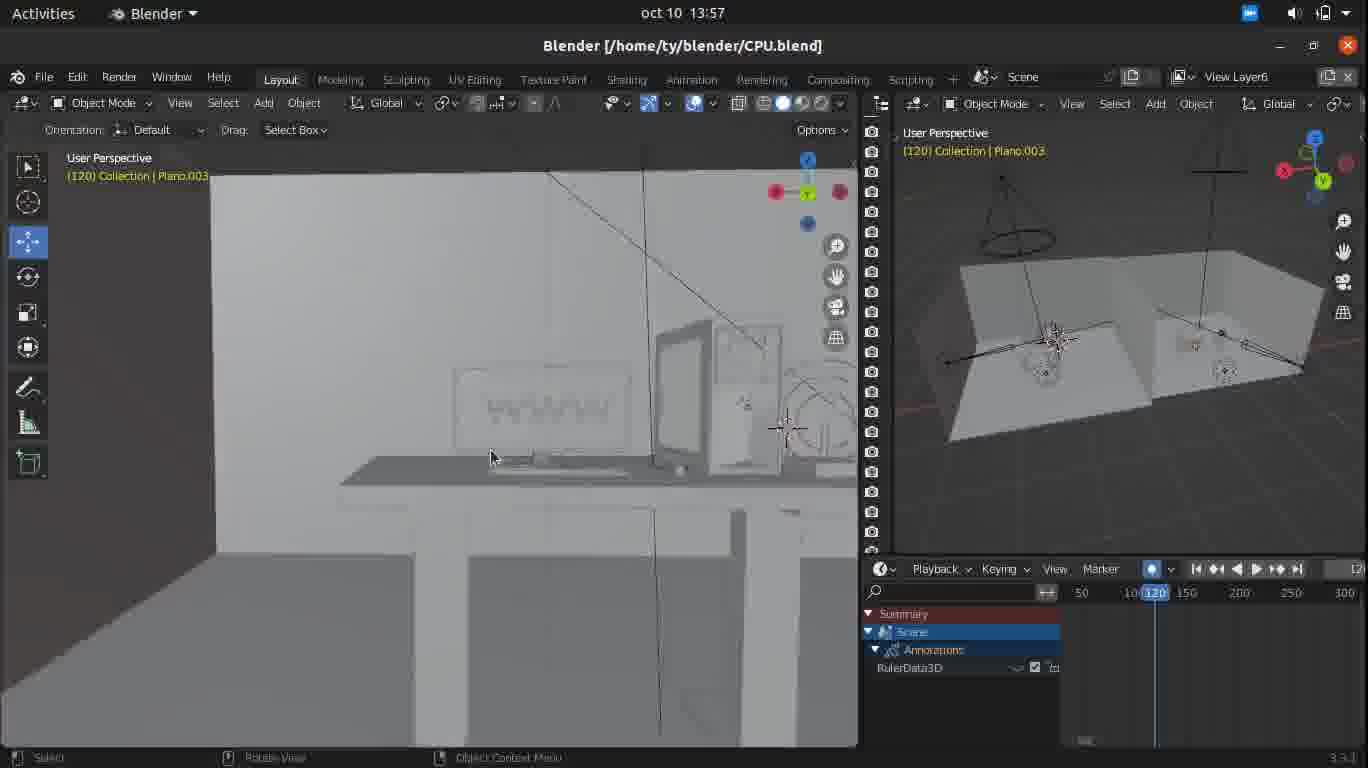 Activities Blender oct 10 13:57
Blender [/home/ty/blender/CPU.blend]
File Edit Render Window Help Layout Modeling Sculpting UV Editing Texture Paint Shading Animation Rendering Compositing Scripting + Scene View Layer6
Object Mode View Select Add Object Global Object Mode View Select Add Object Global
Orientation: Default Drag: Select Box Options
User Perspective
(120) Collection | Plano.003
User Perspective
(120) Collection | Plano.003
Z
X
Y
WWW
Playback Keying View Marker
50 100 120 150 200 250 300
Summary
Scene
Annotations
RulerData3D
Select Rotate View Object Context Menu 3.3.1